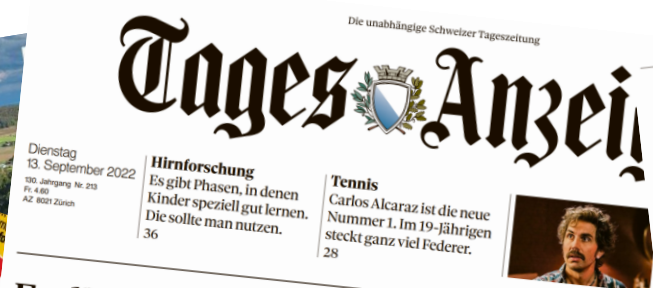 Die unabhängige Schweizer Tageszeitung
Tages Anzei
Dienstag
13. September 2022
130. Jahrgang Nr. 213
Fr. 4.60
AZ 8021 Zürich
Hirnforschung
Es gibt Phasen, in denen
Kinder speziell gut lernen.
Die sollte man nutzen.
36
Tennis
Carlos Alcaraz ist die neue
Nummer 1. Im 19-Jährigen
steckt ganz viel Federer.
28